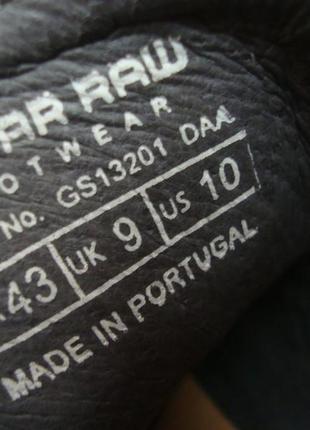 AR RAW
OTWEAR
No. GS13201 DAA
43 UK 9 US 10
MADE IN PORTUGAL